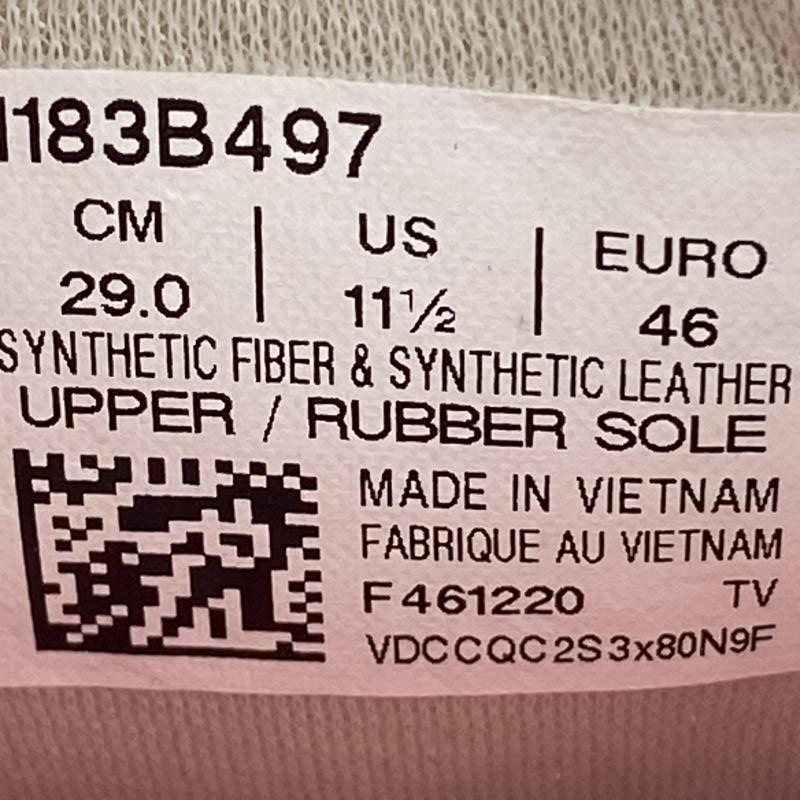 1183B497
CM | US | EURO
29.0 | 11½ | 46
SYNTHETIC FIBER & SYNTHETIC LEATHER
UPPER / RUBBER SOLE
MADE IN VIETNAM
FABRIQUE AU VIETNAM
F461220 TV
VDCCQC2S3x80N9F